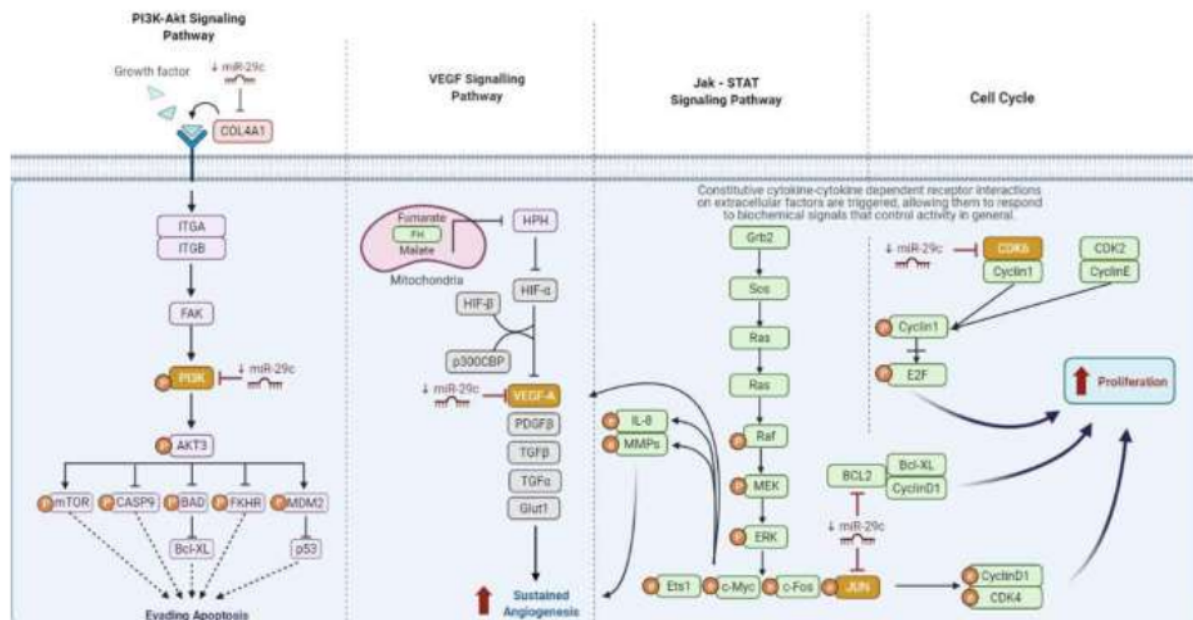 PI3K-Akt Signaling
Pathway
Growth factor
↓ miR-29c
COL4A1
ITGA
ITGB
FAK
P
PI3K
↓ miR-29c
P
AKT3
P
mTOR
P
CASP9
P
BAD
P
FKHR
P
MDM2
Bcl-XL
p53
Evading Apoptosis
VEGF Signalling
Pathway
Fumarate
FH
Malate
Mitochondria
HPH
HIF-α
HIF-β
p300CBP
↓ miR-29c
VEGF-A
PDGFβ
TGFβ
TGFα
Glut1
Sustained
Angiogenesis
Jak - STAT
Signaling Pathway
Constitutive cytokine-cytokine dependent receptor interactions
on extracellular factors are triggered, allowing them to respond
to biochemical signals that control activity in general.
Grb2
Sos
Ras
Ras
P
Raf
P
MEK
P
ERK
IL-8
MMPs
Ets1
c-Myc
c-Fos
JUN
↓ miR-29c
BCL2
Bcl-XL
CyclinD1
Cell Cycle
↓ miR-29c
CDK6
Cyclin1
CDK2
CyclinE
Cyclin1
E2F
Proliferation
CyclinD1
CDK4